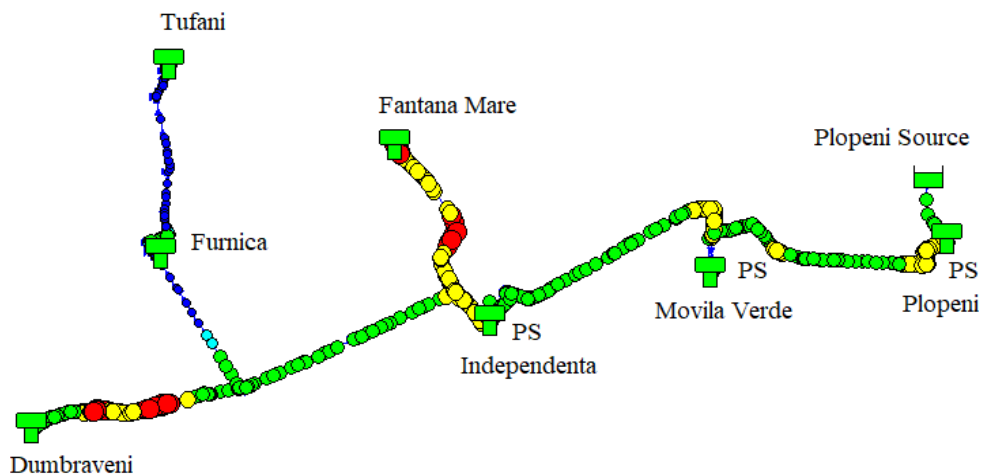 Tufani
Fantana Mare
Plopeni Source
Furnica
PS
PS
Movila Verde
Plopeni
PS
Independenta
Dumbraveni